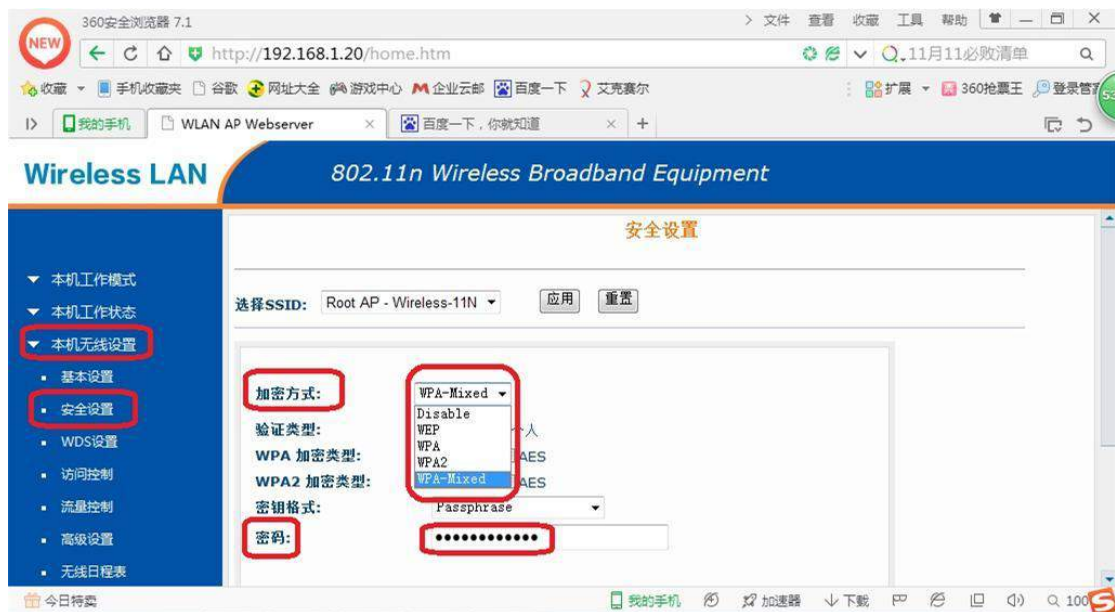 360安全浏览器 7.1
文件 查看 收藏 工具 帮助
NEW
http://192.168.1.20/home.htm
11月11必败清单
收藏 手机收藏夹 谷歌 网址大全 游戏中心 企业云邮 百度一下 艾克赛尔 扩展 360抢票王 登录管
53
我的手机 WLAN AP Webserver × 百度一下，你就知道 × +
Wireless LAN 802.11n Wireless Broadband Equipment
安全设置
本机工作模式
选择SSID: Root AP - Wireless-11N 应用 重置
本机工作状态
本机无线设置
基本设置
加密方式: WPA-Mixed
安全设置
Disable
验证类型: WEP 个人
WDS设置
WPA
WPA 加密类型: AES
访问控制
WPA2
WPA2 加密类型: WPA-Mixed AES
流量控制
密钥格式: Passphrase
高级设置
密码: ●●●●●●●●●●●●
无线日程表
今日特卖 我的手机 加速器 下载 100